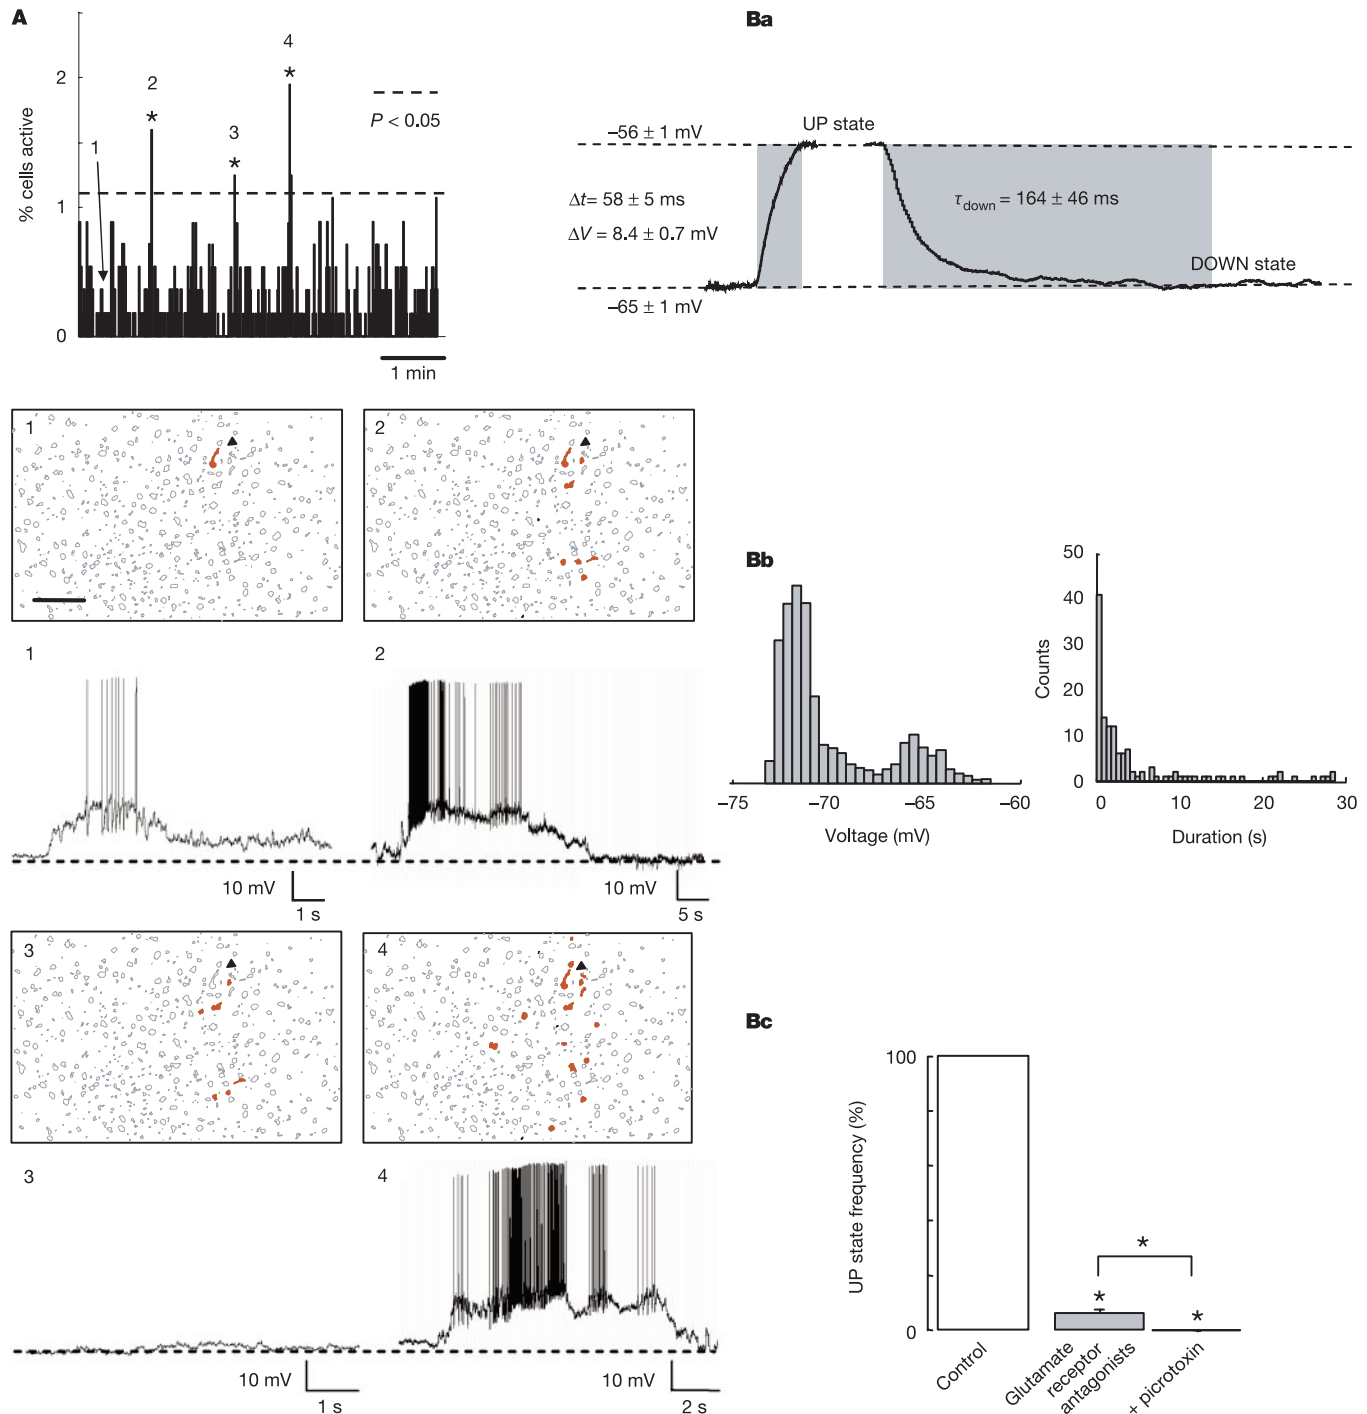 A
% cells active
2
1
0
1
2
*
3
*
4
*
P < 0.05
1 min
Ba
−56 ± 1 mV
UP state
Δt= 58 ± 5 ms
ΔV = 8.4 ± 0.7 mV
τdown = 164 ± 46 ms
DOWN state
−65 ± 1 mV
1
2
1
2
10 mV
1 s
10 mV
5 s
3
4
3
4
10 mV
1 s
10 mV
2 s
Bb
−75
−70
−65
−60
Voltage (mV)
Counts
50
40
30
20
10
0
0
10
20
30
Duration (s)
Bc
UP state frequency (%)
100
0
*
*
*
Control
Glutamate
receptor
antagonists
+ picrotoxin